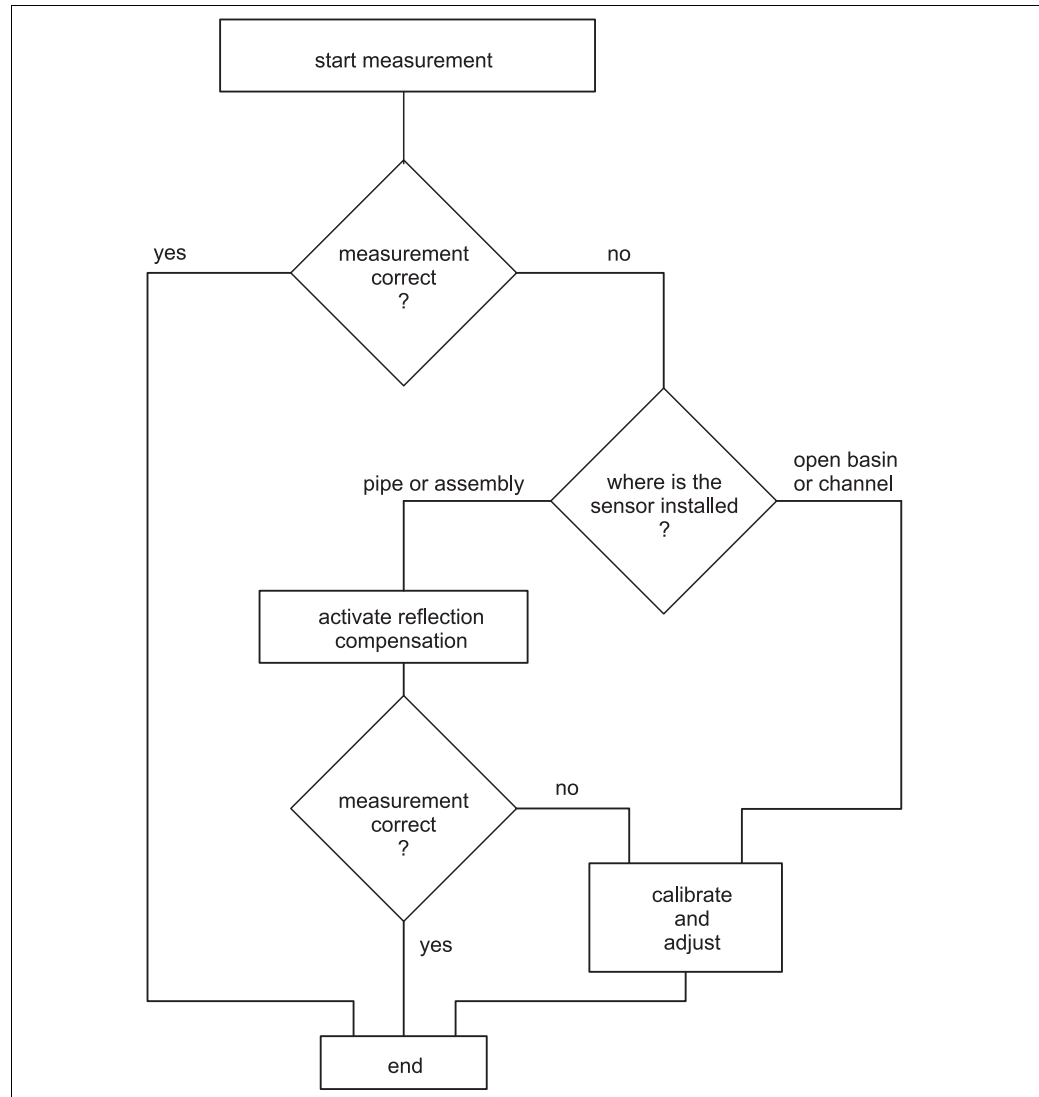 start measurement
yes
measurement
correct
?
no
pipe or assembly
where is the
sensor installed
?
open basin
or channel
activate reflection
compensation
measurement
correct
?
no
calibrate
and
adjust
yes
end